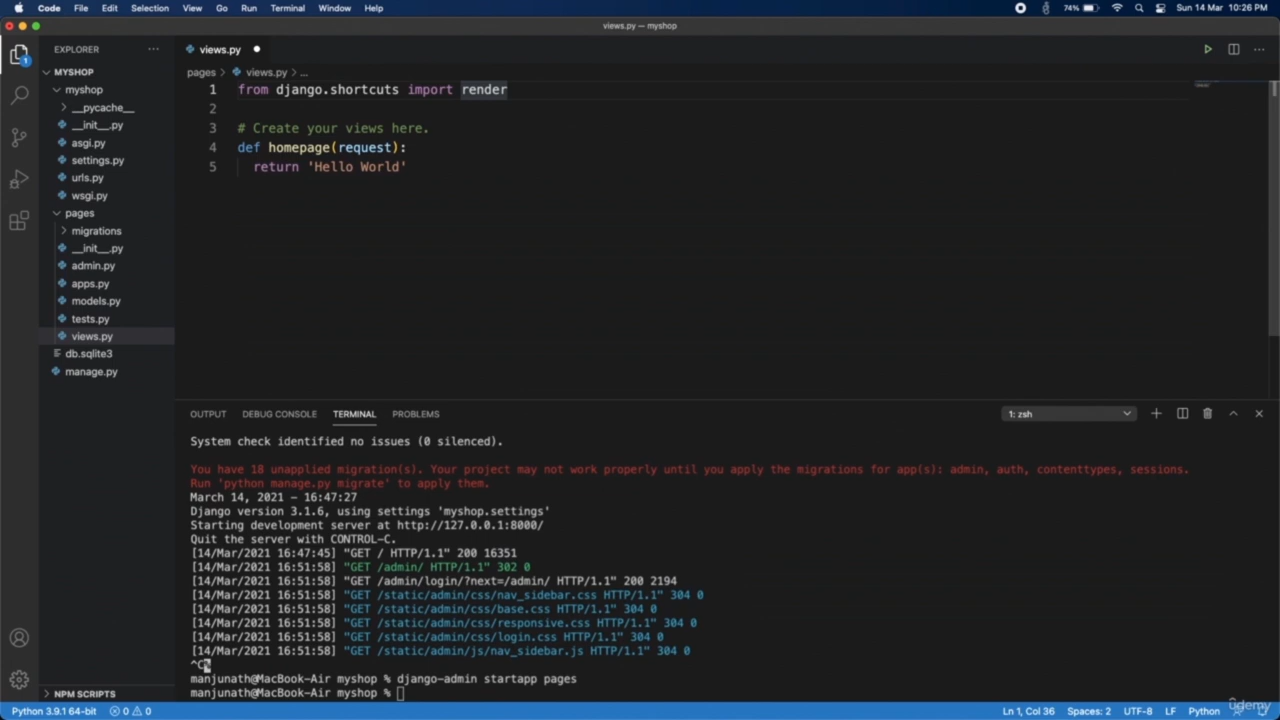 Code File Edit Selection View Go Run Terminal Window Help 74% Sun 14 Mar 10:26 PM
views.py — myshop
EXPLORER
views.py
MYSHOP
pages > views.py > ...
myshop
__pycache__
__init__.py
asgi.py
settings.py
urls.py
wsgi.py
pages
migrations
__init__.py
admin.py
apps.py
models.py
tests.py
views.py
db.sqlite3
manage.py
NPM SCRIPTS
1 from django.shortcuts import render
2
3 # Create your views here.
4 def homepage(request):
5 return 'Hello World'
OUTPUT DEBUG CONSOLE TERMINAL PROBLEMS 1: zsh
System check identified no issues (0 silenced).
You have 18 unapplied migration(s). Your project may not work properly until you apply the migrations for app(s): admin, auth, contenttypes, sessions.
Run 'python manage.py migrate' to apply them.
March 14, 2021 - 16:47:27
Django version 3.1.6, using settings 'myshop.settings'
Starting development server at http://127.0.0.1:8000/
Quit the server with CONTROL-C.
[14/Mar/2021 16:47:45] "GET / HTTP/1.1" 200 16351
[14/Mar/2021 16:51:58] "GET /admin/ HTTP/1.1" 302 0
[14/Mar/2021 16:51:58] "GET /admin/login/?next=/admin/ HTTP/1.1" 200 2194
[14/Mar/2021 16:51:58] "GET /static/admin/css/nav_sidebar.css HTTP/1.1" 304 0
[14/Mar/2021 16:51:58] "GET /static/admin/css/base.css HTTP/1.1" 304 0
[14/Mar/2021 16:51:58] "GET /static/admin/css/responsive.css HTTP/1.1" 304 0
[14/Mar/2021 16:51:58] "GET /static/admin/css/login.css HTTP/1.1" 304 0
[14/Mar/2021 16:51:58] "GET /static/admin/js/nav_sidebar.js HTTP/1.1" 304 0
^C%
manjunath@MacBook-Air myshop % django-admin startapp pages
manjunath@MacBook-Air myshop %
Python 3.9.1 64-bit 0 0 Ln 1, Col 36 Spaces: 2 UTF-8 LF Python
udemy